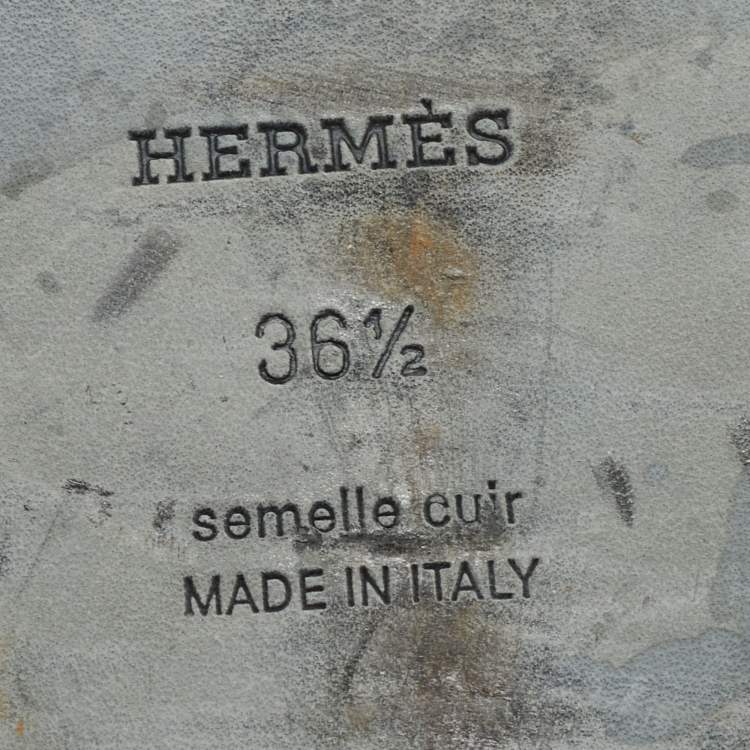 HERMÈS
36½
semelle cuir
MADE IN ITALY